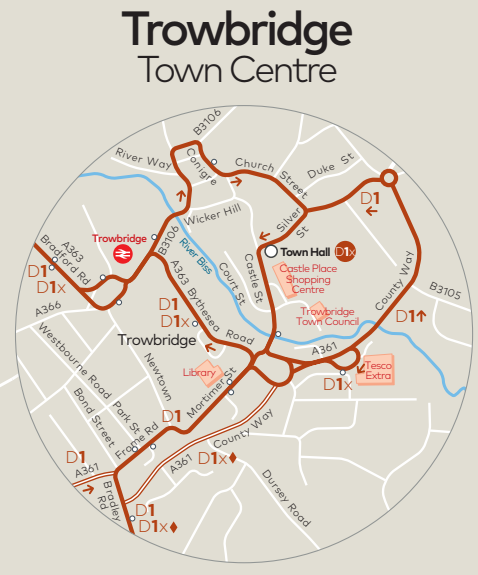 Trowbridge
Town Centre
B3106
River Way
Conigre
Church Street
Duke St
D1
Wicker Hill
Silver St
Trowbridge
B3106
River Biss
Town Hall D1x
A363
Bradford Rd
D1
D1x
Castle St
Castle Place
Shopping
Centre
County Way
B3105
Court St
A363 Bythesea Road
A366
D1
D1x
Trowbridge
Town Council
D1
Trowbridge
A361
Westbourne Road
Newtown
Library
Mortimer St
Tesco
Extra
D1x
Bond Street
Park St
D1
Frome Rd
County Way
A361
D1x
D1
A361
Bradley Rd
Dursey Road
D1
D1x